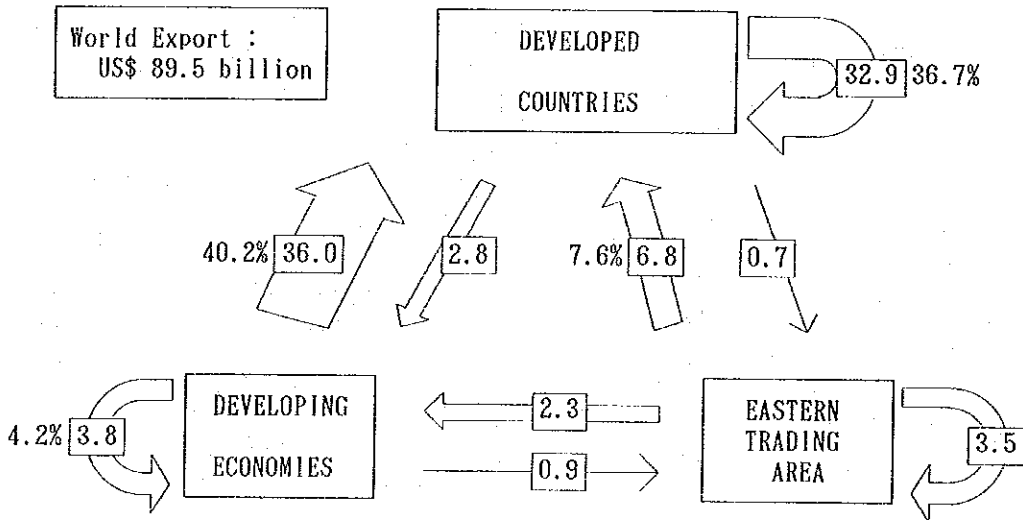 World Export :
US$ 89.5 billion
DEVELOPED
COUNTRIES
32.9 36.7%
40.2% 36.0
2.8
7.6% 6.8
0.7
4.2% 3.8
DEVELOPING
ECONOMIES
2.3
0.9
EASTERN
TRADING
AREA
3.5